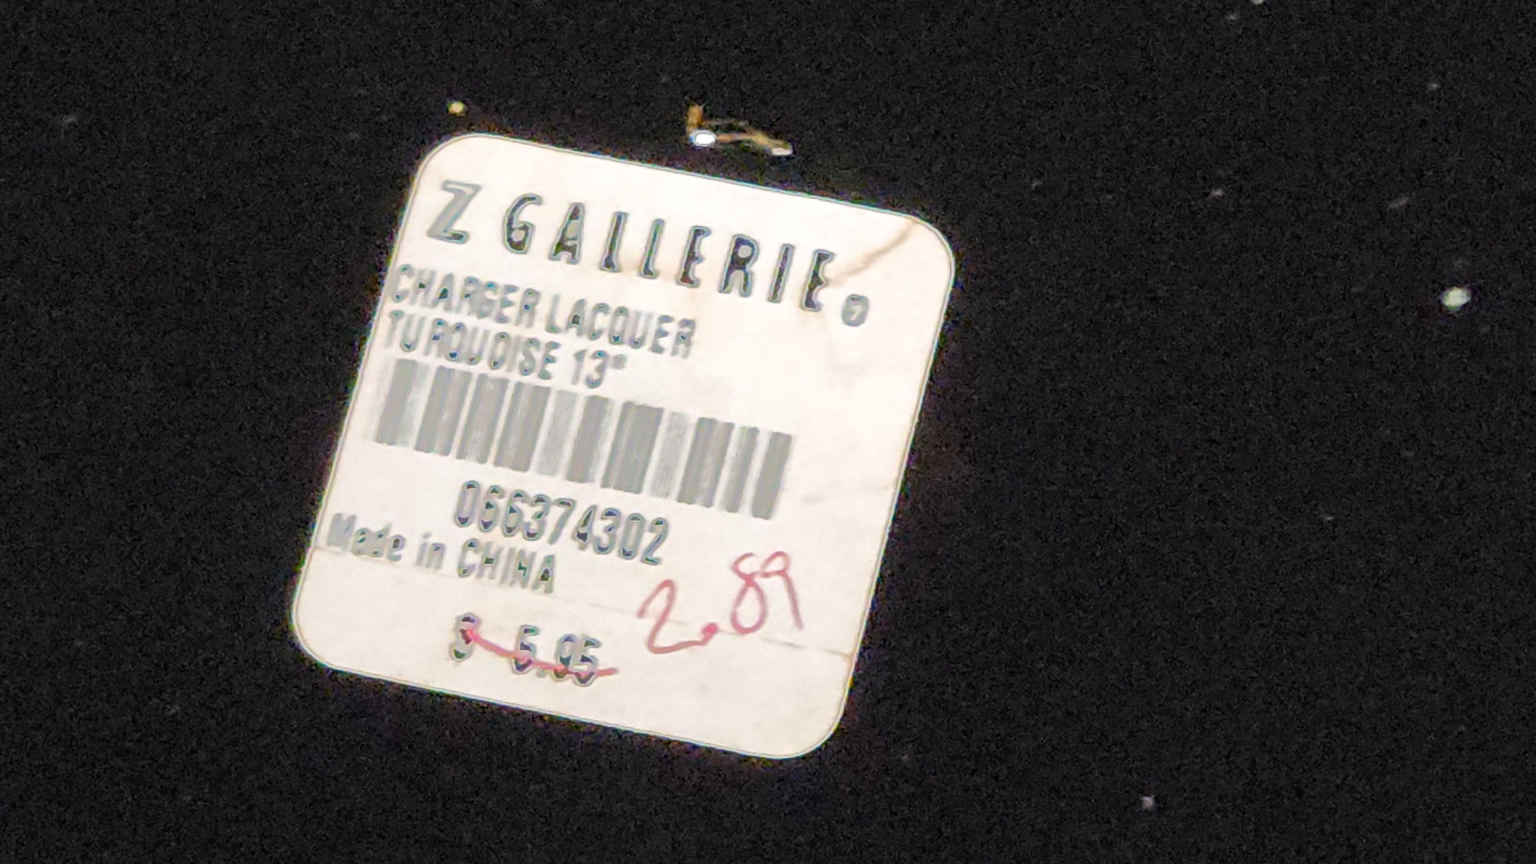 Z GALLERIE®
CHARGER LACQUER
TURQUOISE 13"
066374302
Made in CHINA
2.89
$ 5.95